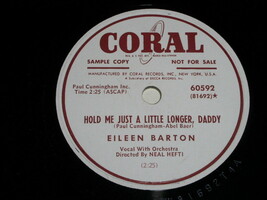 CORAL
SAMPLE COPY NOT FOR SALE
MANUFACTURED BY CORAL RECORDS, INC., NEW YORK, U.S.A.
Paul Cunningham Inc.
Time 2:25 (ASCAP)
60592
(81692)★
HOLD ME JUST A LITTLE LONGER, DADDY
(Paul Cunningham-Abel Baer)
EILEEN BARTON
Vocal With Orchestra
Directed By NEAL HEFTI
(2:25)